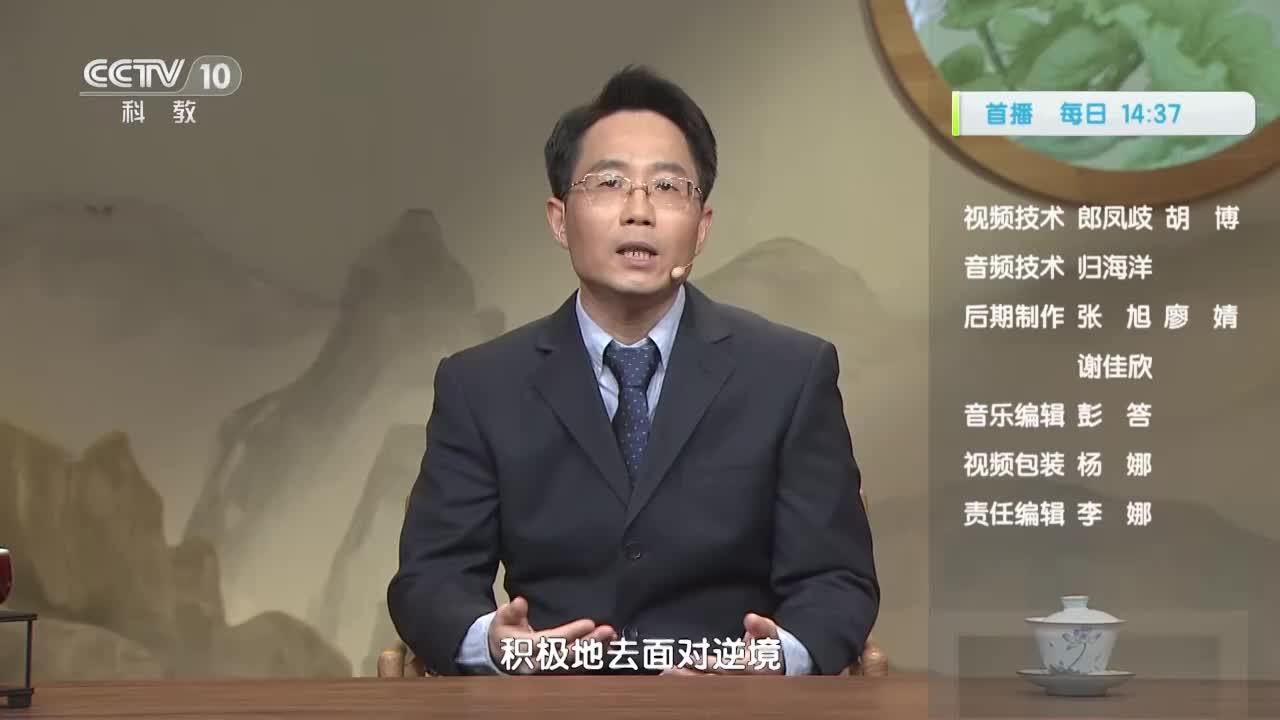 CCTV 10
科教
首播 每日 14:37
视频技术 郎凤歧 胡 博
音频技术 归海洋
后期制作 张 旭 廖 婧
谢佳欣
音乐编辑 彭 答
视频包装 杨 娜
责任编辑 李 娜
积极地去面对逆境